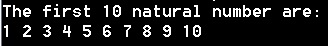 The first 10 natural number are:
1 2 3 4 5 6 7 8 9 10